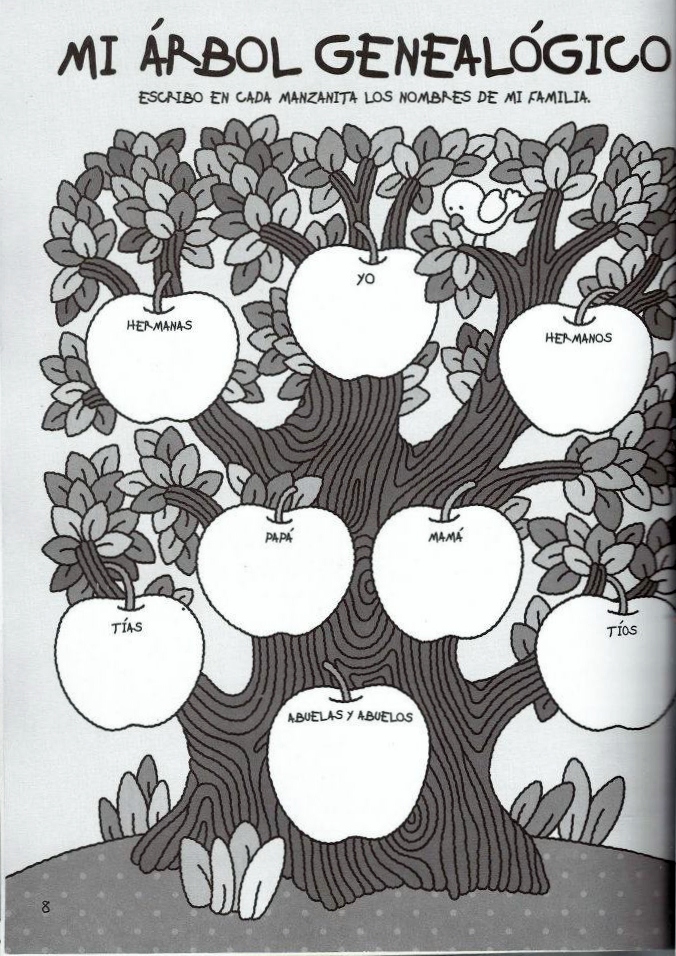 MI ÁRBOL GENEALÓGICO
ESCRIBO EN CADA MANZANITA LOS NOMBRES DE MI FAMILIA.
YO
HERMANAS
HERMANOS
PAPÁ
MAMÁ
TÍAS
TÍOS
ABUELAS Y ABUELOS
8